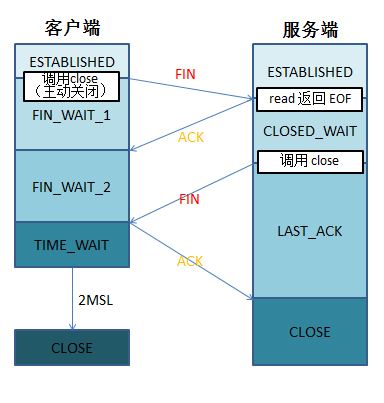 客户端
服务端
ESTABLISHED
调用close
（主动关闭）
FIN_WAIT_1
FIN_WAIT_2
TIME_WAIT
2MSL
CLOSE
FIN
ACK
FIN
ACK
ESTABLISHED
read 返回 EOF
CLOSED_WAIT
调用 close
LAST_ACK
CLOSE